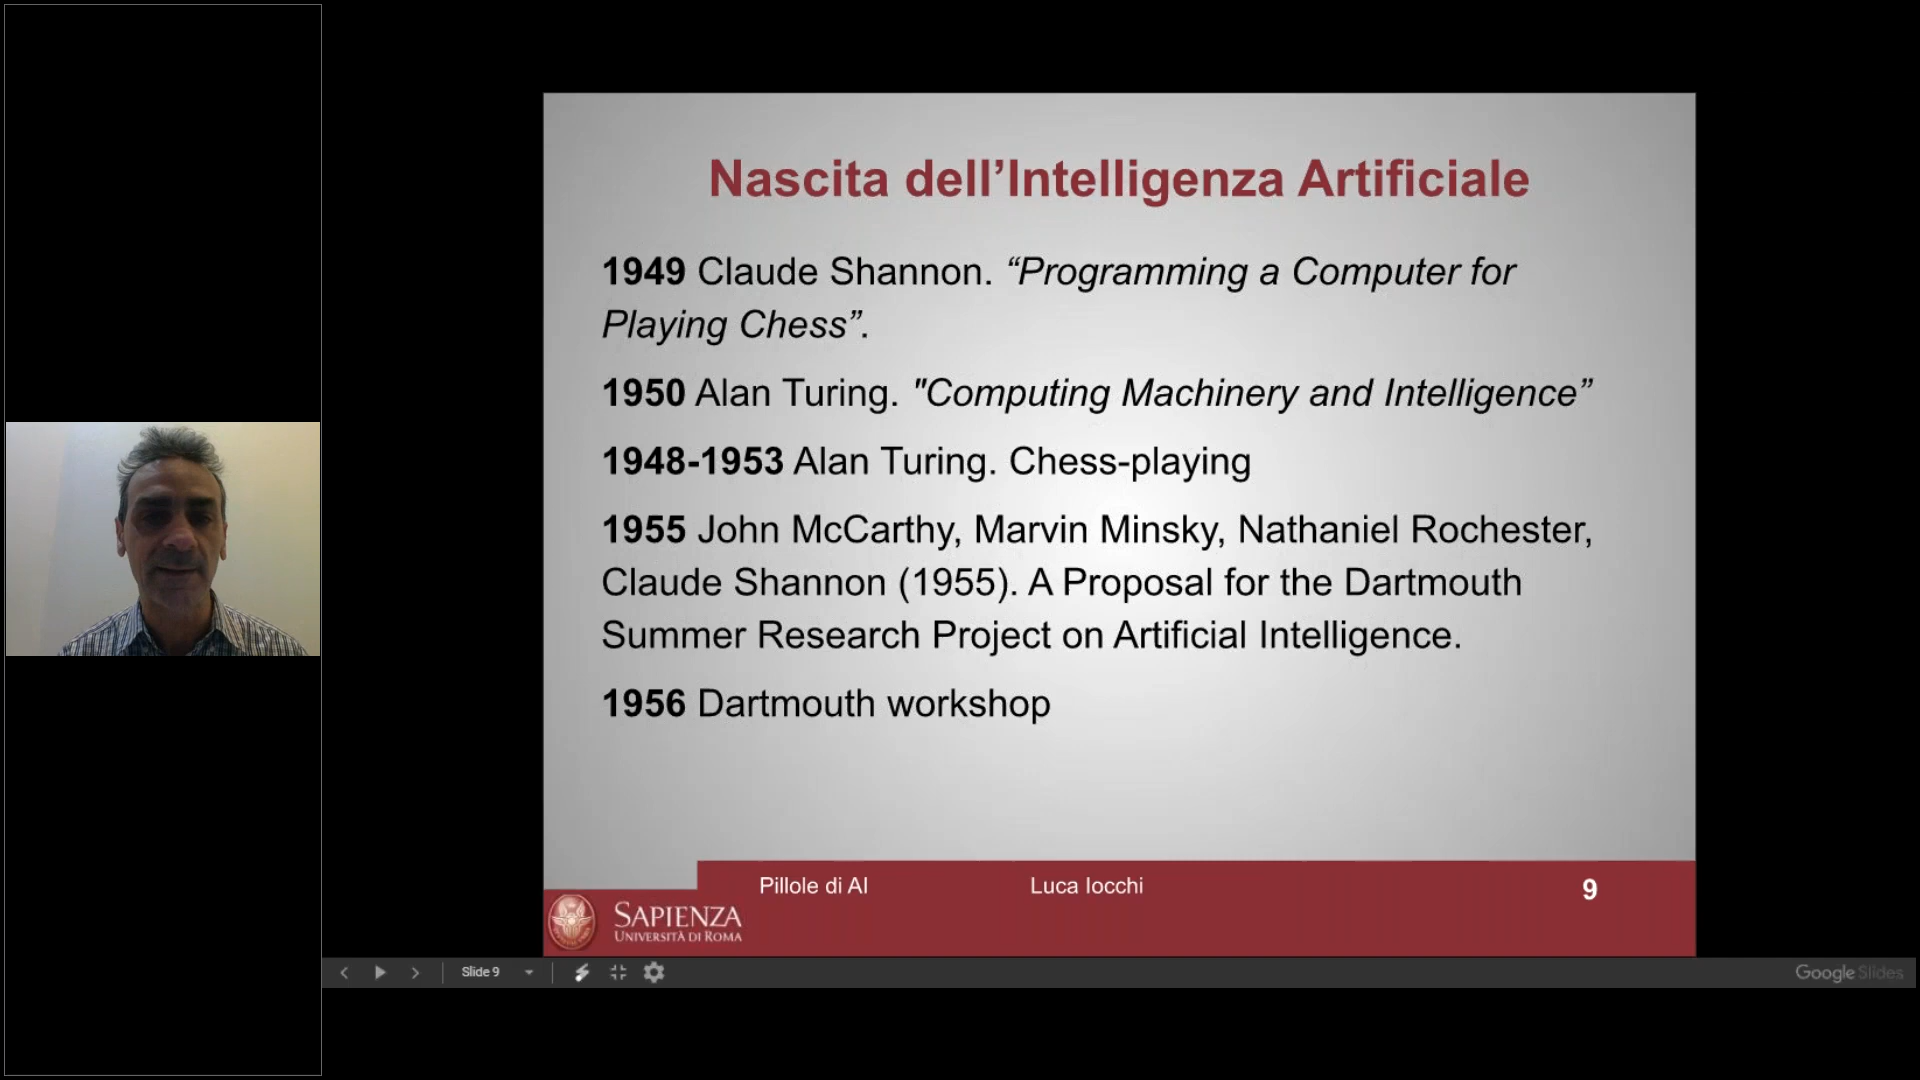 Nascita dell’Intelligenza Artificiale
1949 Claude Shannon. “Programming a Computer for
Playing Chess”.
1950 Alan Turing. "Computing Machinery and Intelligence”
1948-1953 Alan Turing. Chess-playing
1955 John McCarthy, Marvin Minsky, Nathaniel Rochester,
Claude Shannon (1955). A Proposal for the Dartmouth
Summer Research Project on Artificial Intelligence.
1956 Dartmouth workshop
Pillole di AI
Luca Iocchi
9
SAPIENZA
UNIVERSITÀ DI ROMA
Slide 9
Google Slides